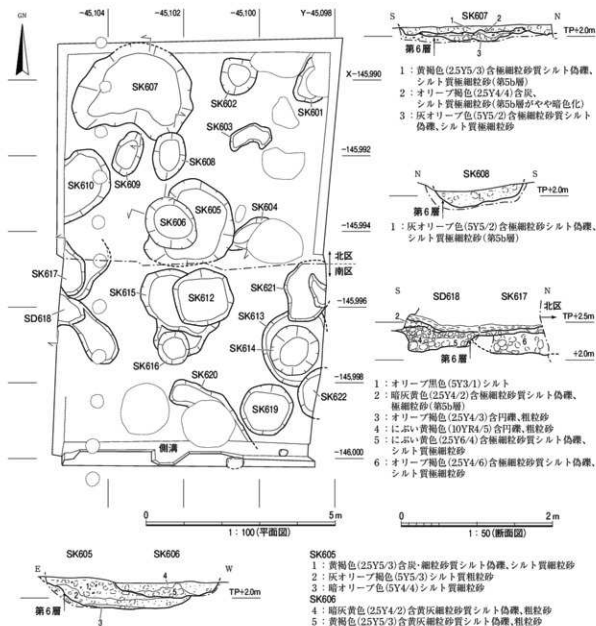 GN
-45,104
-45,102
-45,100
Y-45,098
X-145,990
-145,992
-145,994
-145,996
-145,998
-146,000
SK607
SK602
SK601
SK603
SK609
SK608
SK610
SK605
SK604
SK606
北区
南区
SK617
SK615
SK612
SK621
SD618
SK613
SK614
SK616
SK620
SK622
SK619
側溝
0
5m
1:100(平面図)
S
SK607
N
TP+2.0m
1
2
第6層
3
1:黄褐色(2.5Y5/3)含極細粒砂質シルト偽礫、
シルト質極細粒砂(第5b層)
2:オリーブ褐色(2.5Y4/4)含炭、
シルト質極細粒砂(第5b層がやや暗色化)
3:灰オリーブ色(5Y5/2)含極細粒砂質シルト
偽礫、シルト質極細粒砂
N
SK608
S
TP+2.0m
第6層
1:灰オリーブ色(5Y5/2)含極細粒砂質シルト偽礫、
シルト質極細粒砂(第5b層)
S
SD618
SK617
N
北区
2
TP+2.5m
6
第6層
+2.0m
1:オリーブ黒色(5Y3/1)シルト
2:暗灰黄色(2.5Y4/2)含極細粒砂質シルト偽礫、
極細粒砂(第5b層)
3:オリーブ褐色(2.5Y4/3)含円礫、粗粒砂
4:にぶい黄褐色(10YR4/5)含円礫、粗粒砂
5:にぶい黄色(2.5Y6/4)含極細粒砂質シルト偽礫、
シルト質極細粒砂
6:オリーブ褐色(2.5Y4/6)含極細粒砂質シルト偽礫、
シルト質極細粒砂
0
2m
1:50(断面図)
E
SK605
SK606
W
4
1
5
2
TP+2.0m
第6層
3
SK605
1:黄褐色(2.5Y5/3)含炭・細粒砂質シルト偽礫、シルト質細粒砂
2:灰オリーブ色(5Y5/3)シルト質粗粒砂
3:暗オリーブ色(5Y4/4)シルト質細粒砂
SK606
4:暗灰黄色(2.5Y4/2)含黄灰細粒砂質シルト偽礫、粗粒砂
5:黄褐色(2.5Y5/3)含黄灰細粒砂質シルト偽礫、粗粒砂